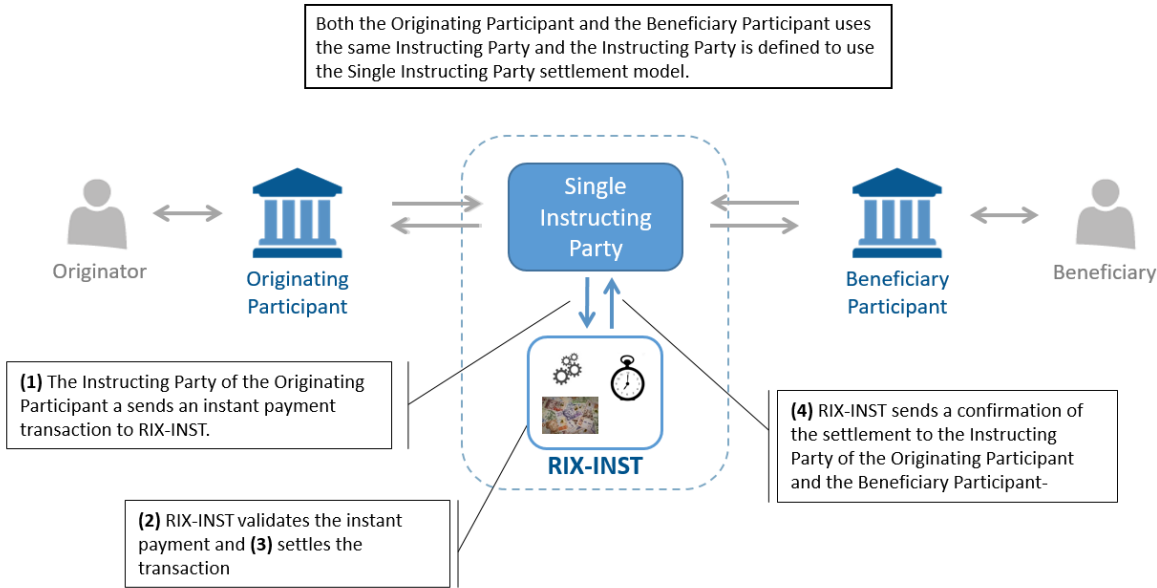 Both the Originating Participant and the Beneficiary Participant uses
the same Instructing Party and the Instructing Party is defined to use
the Single Instructing Party settlement model.
Single
Instructing
Party
Originator
Originating
Participant
Beneficiary
Participant
Beneficiary
(1) The Instructing Party of the Originating
Participant a sends an instant payment
transaction to RIX-INST.
RIX-INST
(4) RIX-INST sends a confirmation of
the settlement to the Instructing
Party of the Originating Participant
and the Beneficiary Participant-
(2) RIX-INST validates the instant
payment and (3) settles the
transaction